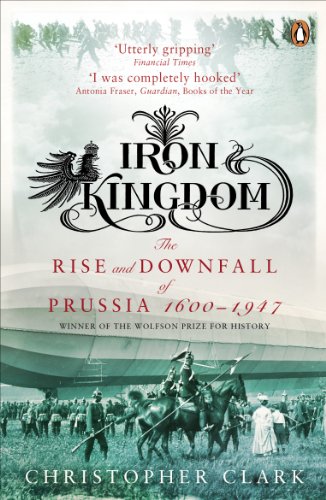 ‘Utterly gripping’
Financial Times
‘I was completely hooked’
Antonia Fraser, Guardian, Books of the Year
IRON
KINGDOM
The
RISE and DOWNFALL
of
PRUSSIA 1600–1947
WINNER OF THE WOLFSON PRIZE FOR HISTORY
CHRISTOPHER CLARK